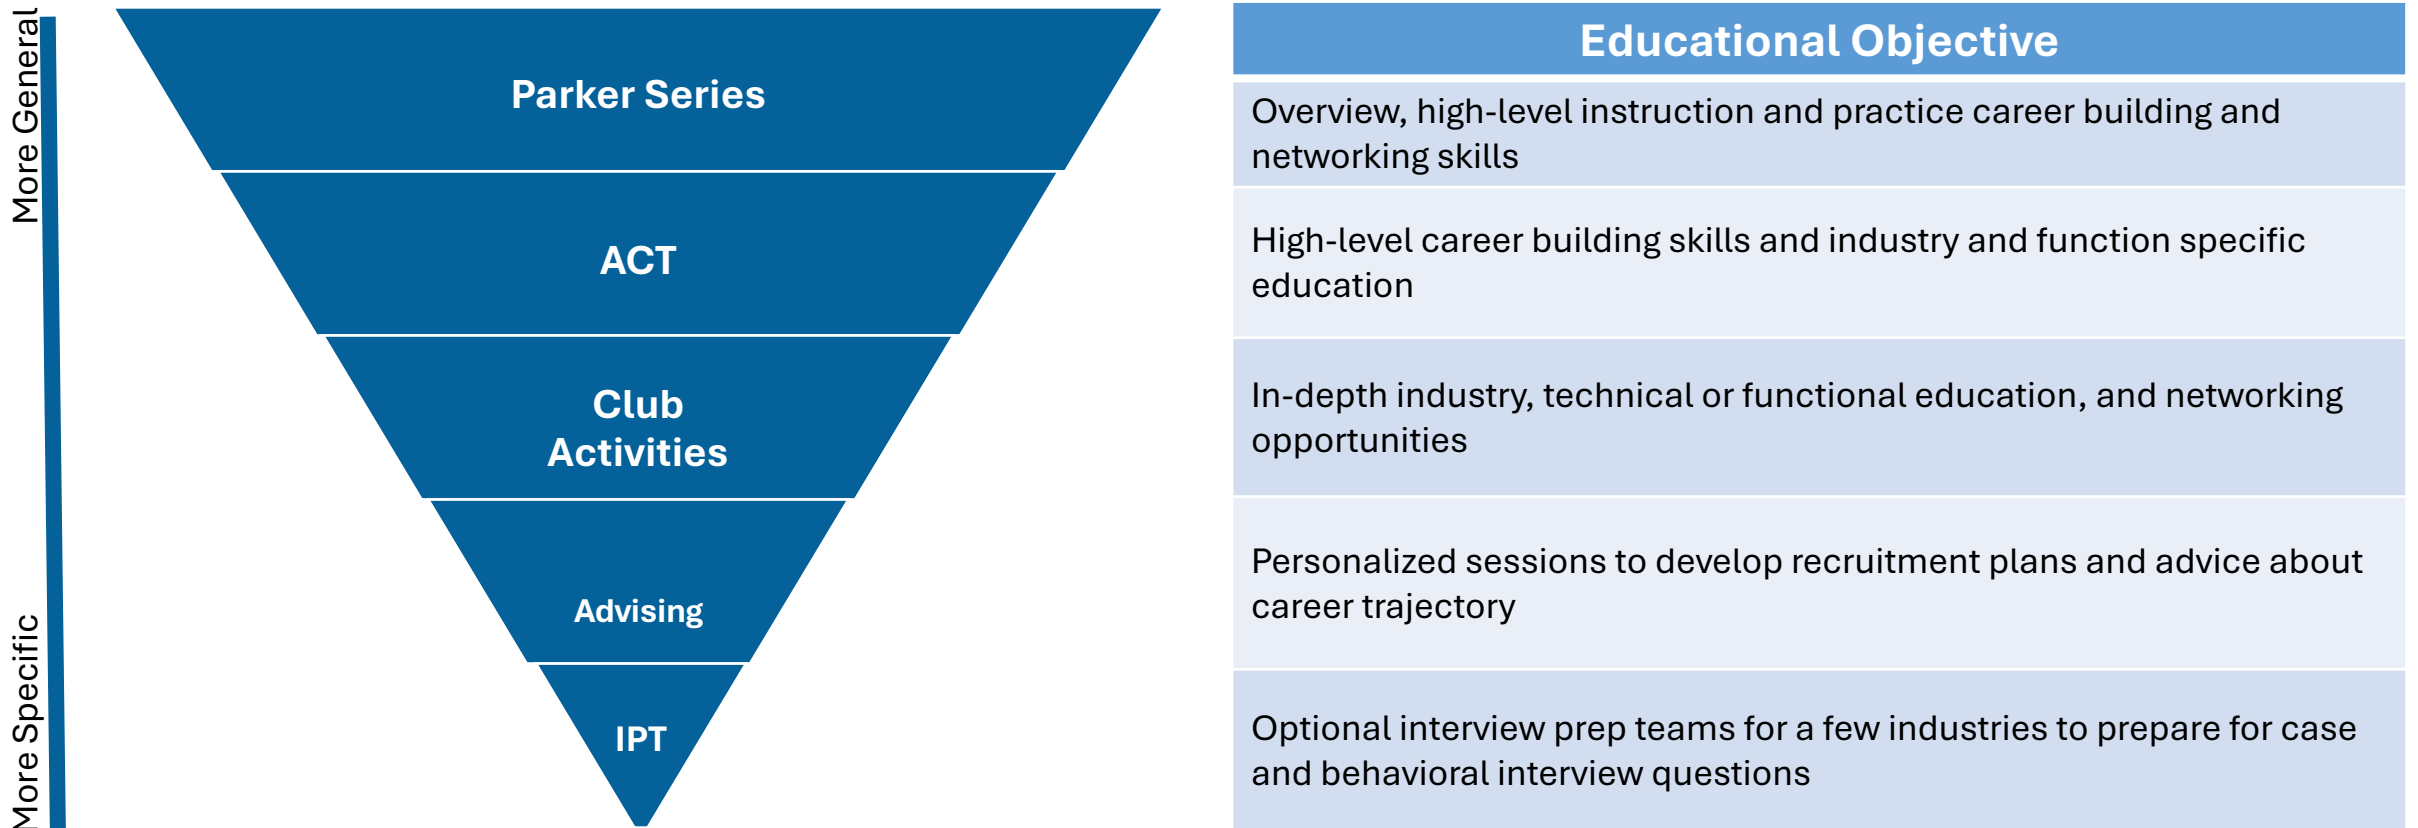 More General
More Specific
Parker Series
ACT
Club
Activities
Advising
IPT
Educational Objective
Overview, high-level instruction and practice career building and
networking skills
High-level career building skills and industry and function specific
education
In-depth industry, technical or functional education, and networking
opportunities
Personalized sessions to develop recruitment plans and advice about
career trajectory
Optional interview prep teams for a few industries to prepare for case
and behavioral interview questions